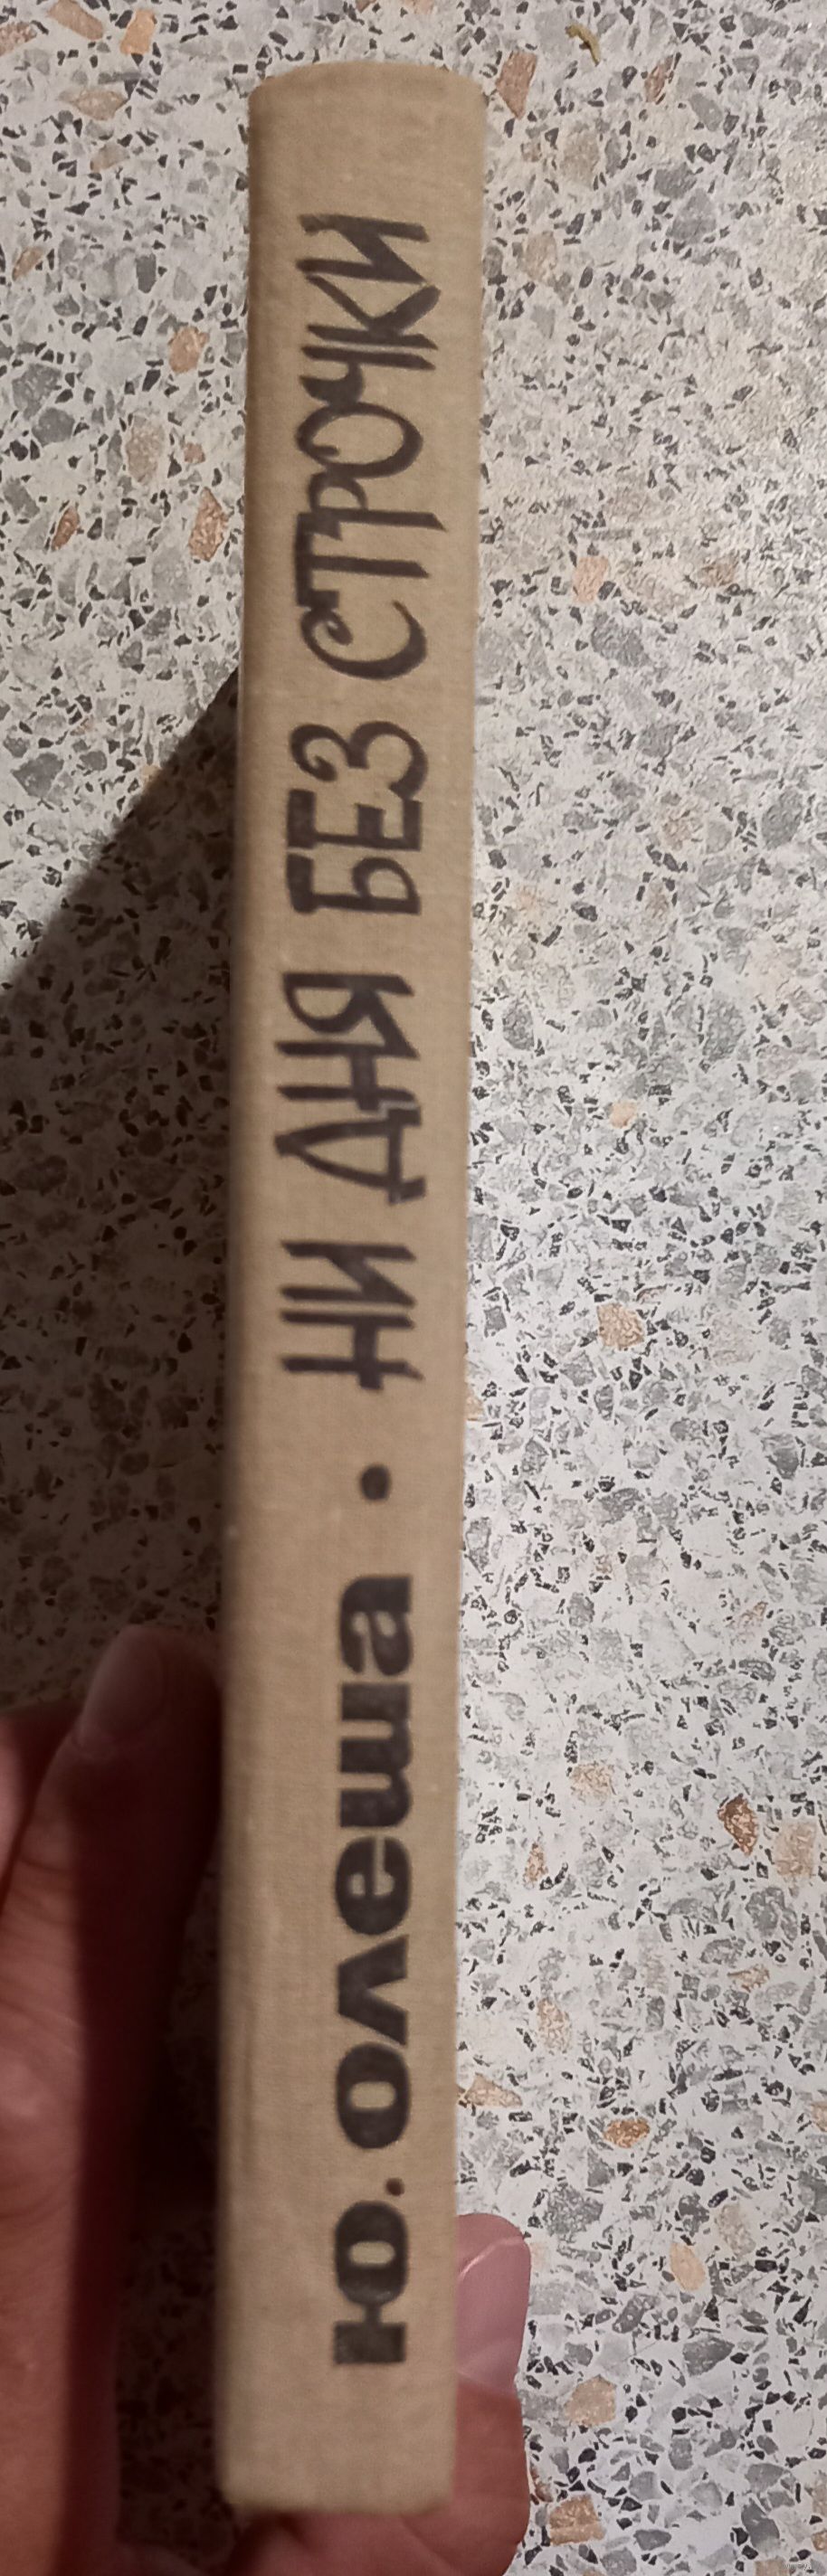 Ю. Олеша • НИ ДНЯ БЕЗ СТРОЧКИ